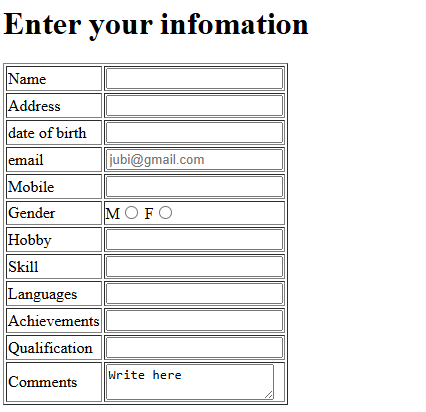 Enter your infomation
Name
Address
date of birth
email jubi@gmail.com
Mobile
Gender M F
Hobby
Skill
Languages
Achievements
Qualification
Comments Write here